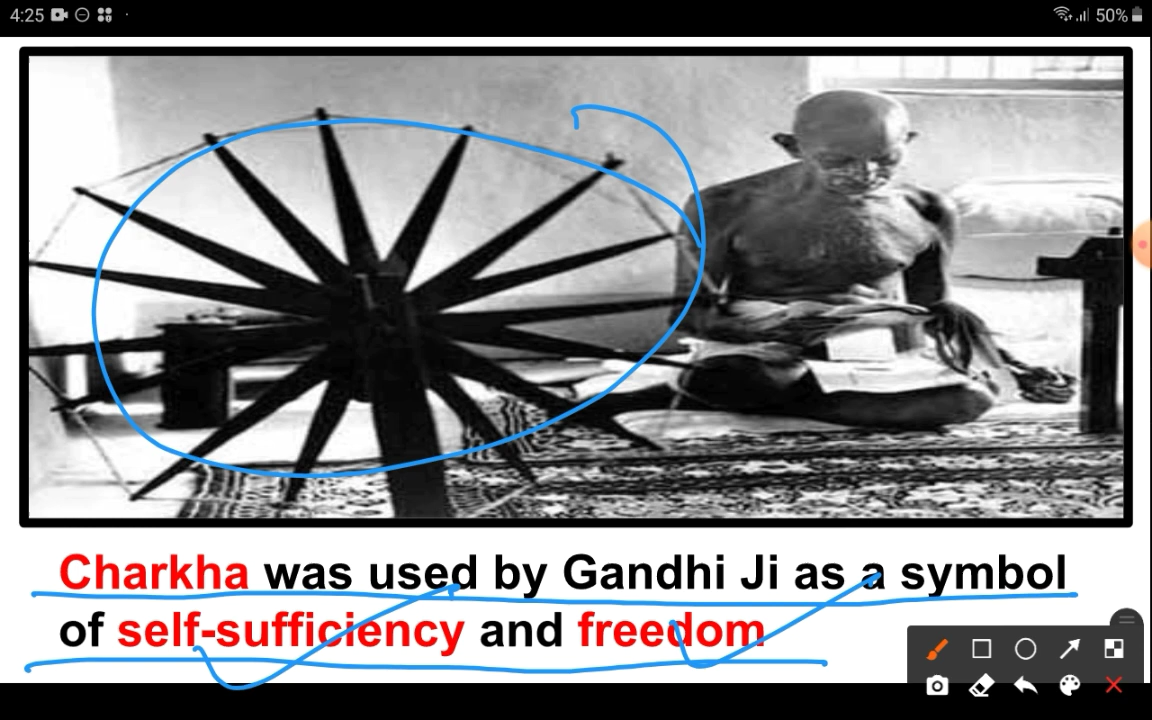 4:25 50%
Charkha was used by Gandhi Ji as a symbol
of self-sufficiency and freedom